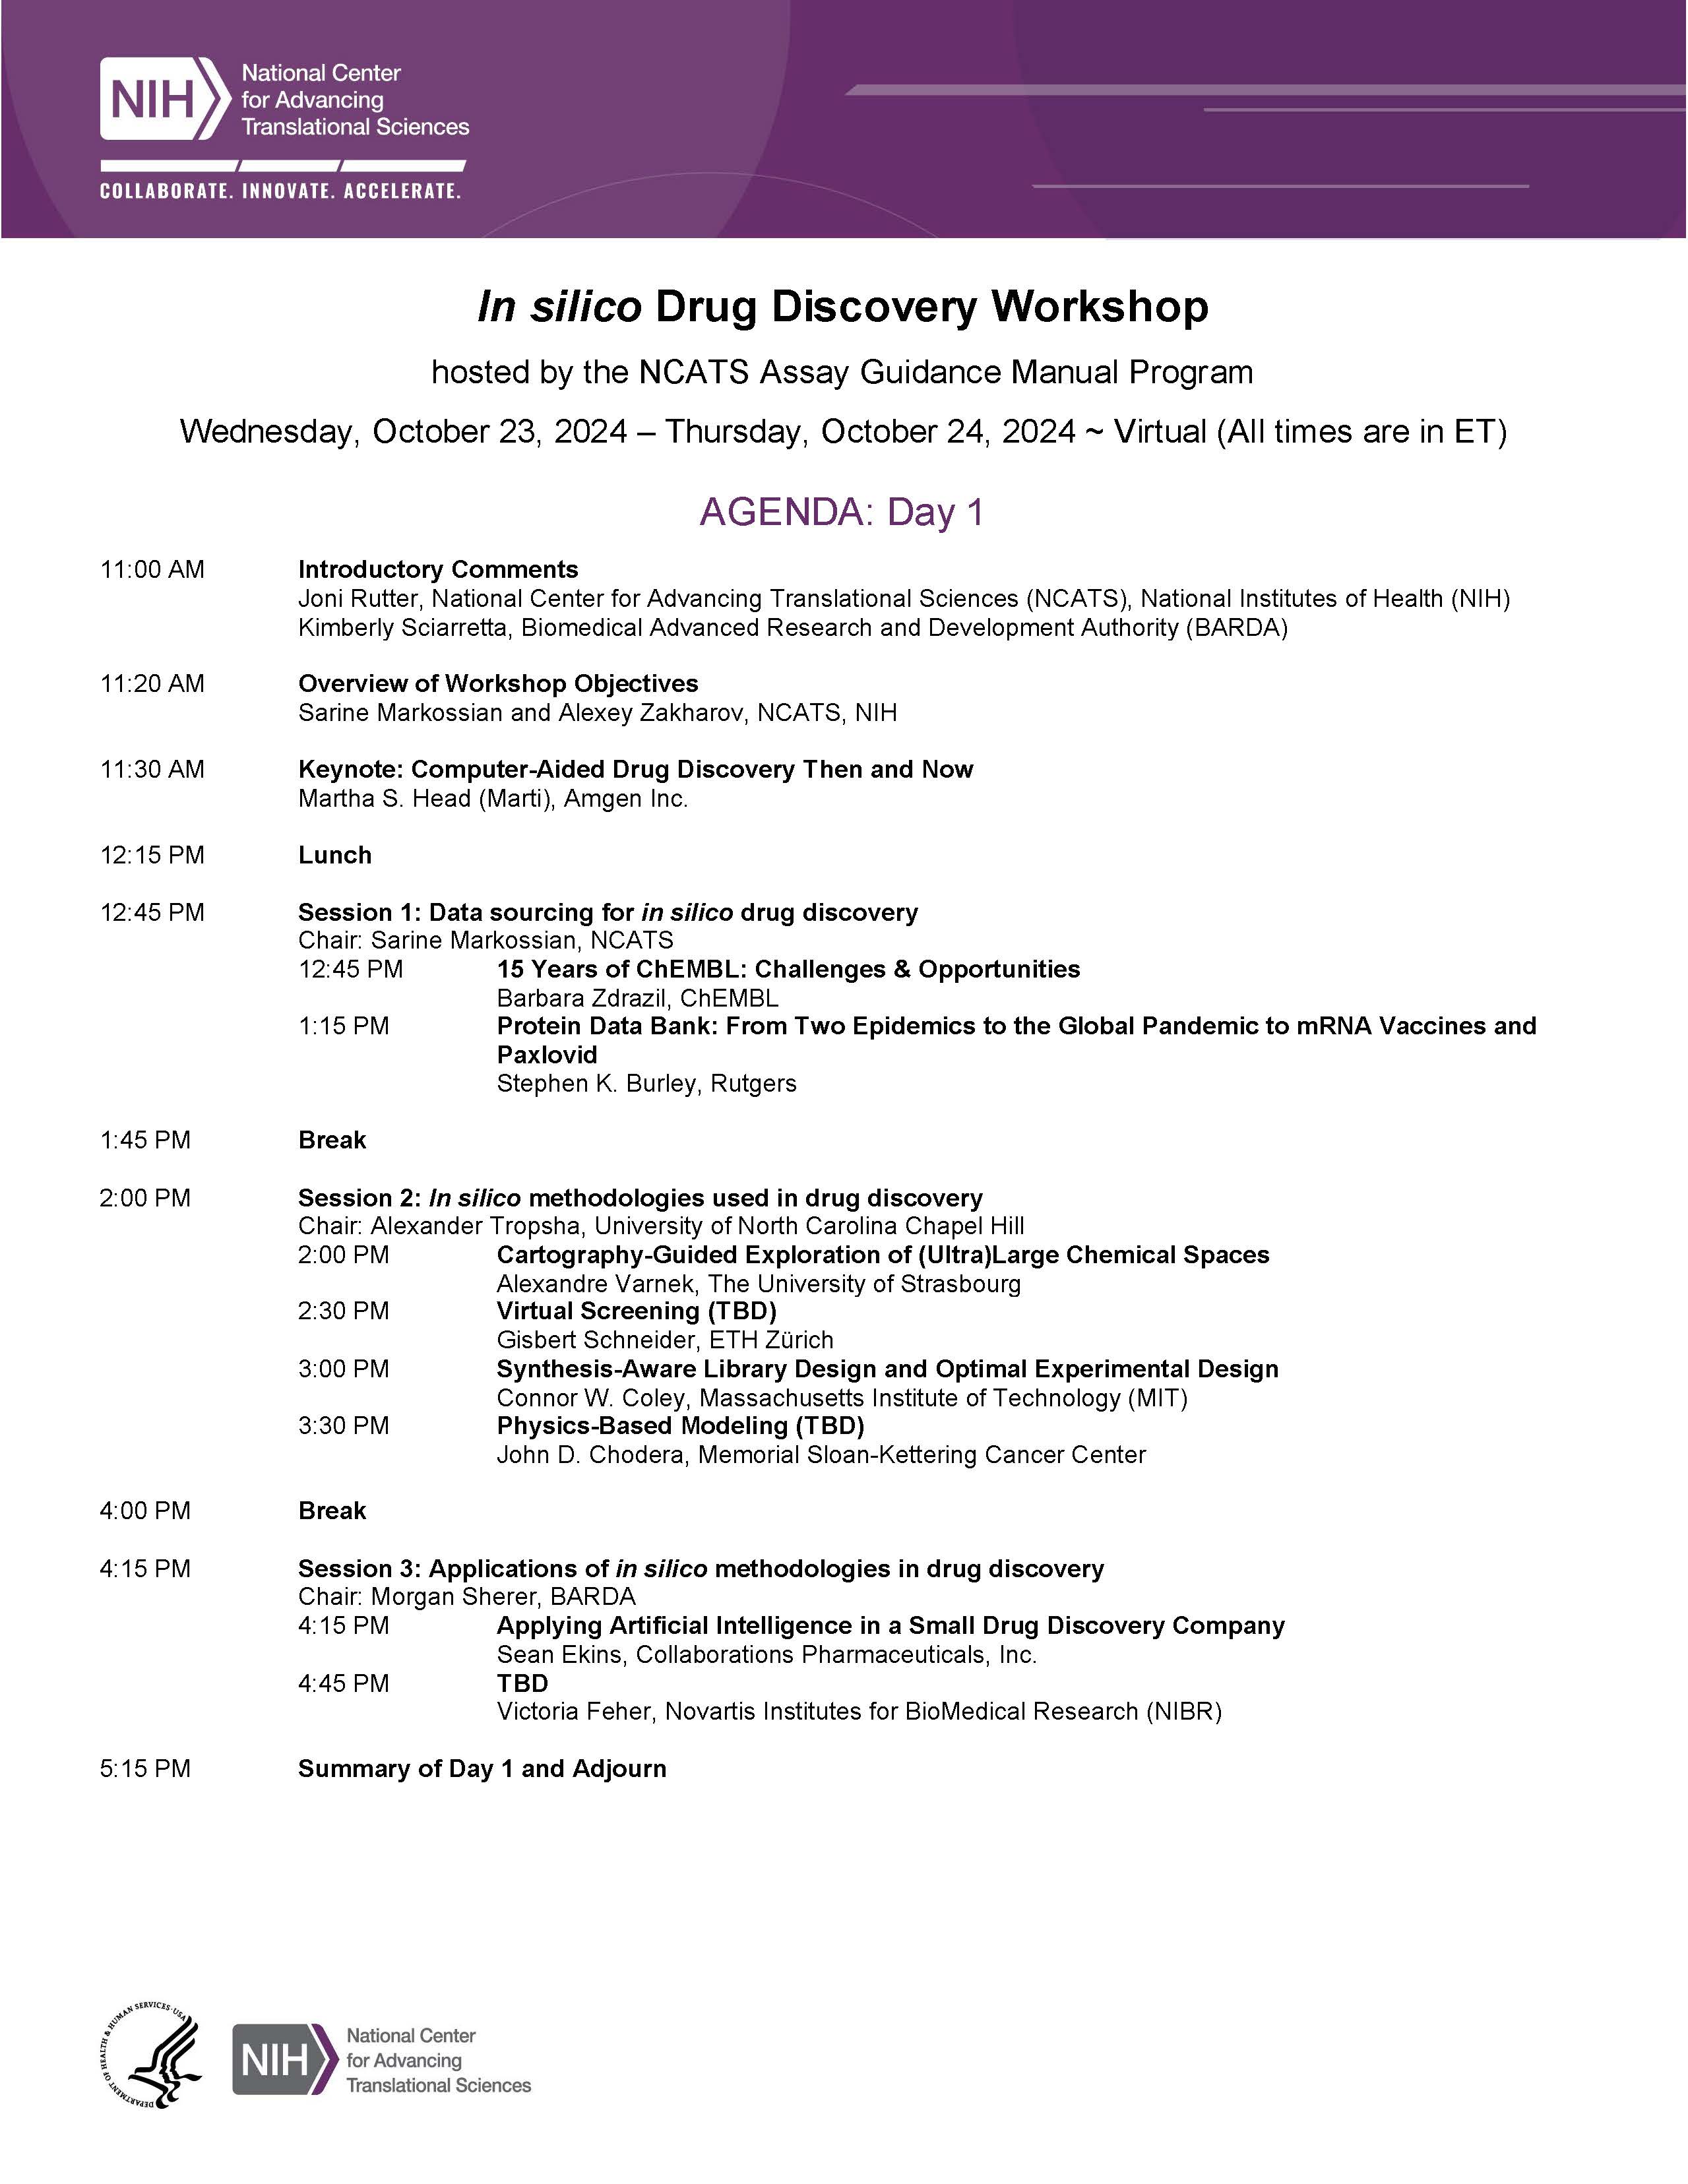 NIH
National Center
for Advancing
Translational Sciences
COLLABORATE. INNOVATE. ACCELERATE.
In silico Drug Discovery Workshop
hosted by the NCATS Assay Guidance Manual Program
Wednesday, October 23, 2024 – Thursday, October 24, 2024 ~ Virtual (All times are in ET)
AGENDA: Day 1
11:00 AM Introductory Comments
Joni Rutter, National Center for Advancing Translational Sciences (NCATS), National Institutes of Health (NIH)
Kimberly Sciarretta, Biomedical Advanced Research and Development Authority (BARDA)
11:20 AM Overview of Workshop Objectives
Sarine Markossian and Alexey Zakharov, NCATS, NIH
11:30 AM Keynote: Computer-Aided Drug Discovery Then and Now
Martha S. Head (Marti), Amgen Inc.
12:15 PM Lunch
12:45 PM Session 1: Data sourcing for in silico drug discovery
Chair: Sarine Markossian, NCATS
12:45 PM 15 Years of ChEMBL: Challenges & Opportunities
Barbara Zdrazil, ChEMBL
1:15 PM Protein Data Bank: From Two Epidemics to the Global Pandemic to mRNA Vaccines and
Paxlovid
Stephen K. Burley, Rutgers
1:45 PM Break
2:00 PM Session 2: In silico methodologies used in drug discovery
Chair: Alexander Tropsha, University of North Carolina Chapel Hill
2:00 PM Cartography-Guided Exploration of (Ultra)Large Chemical Spaces
Alexandre Varnek, The University of Strasbourg
2:30 PM Virtual Screening (TBD)
Gisbert Schneider, ETH Zürich
3:00 PM Synthesis-Aware Library Design and Optimal Experimental Design
Connor W. Coley, Massachusetts Institute of Technology (MIT)
3:30 PM Physics-Based Modeling (TBD)
John D. Chodera, Memorial Sloan-Kettering Cancer Center
4:00 PM Break
4:15 PM Session 3: Applications of in silico methodologies in drug discovery
Chair: Morgan Sherer, BARDA
4:15 PM Applying Artificial Intelligence in a Small Drug Discovery Company
Sean Ekins, Collaborations Pharmaceuticals, Inc.
4:45 PM TBD
Victoria Feher, Novartis Institutes for BioMedical Research (NIBR)
5:15 PM Summary of Day 1 and Adjourn
DEPARTMENT OF HEALTH & HUMAN SERVICES·USA
NIH
National Center
for Advancing
Translational Sciences